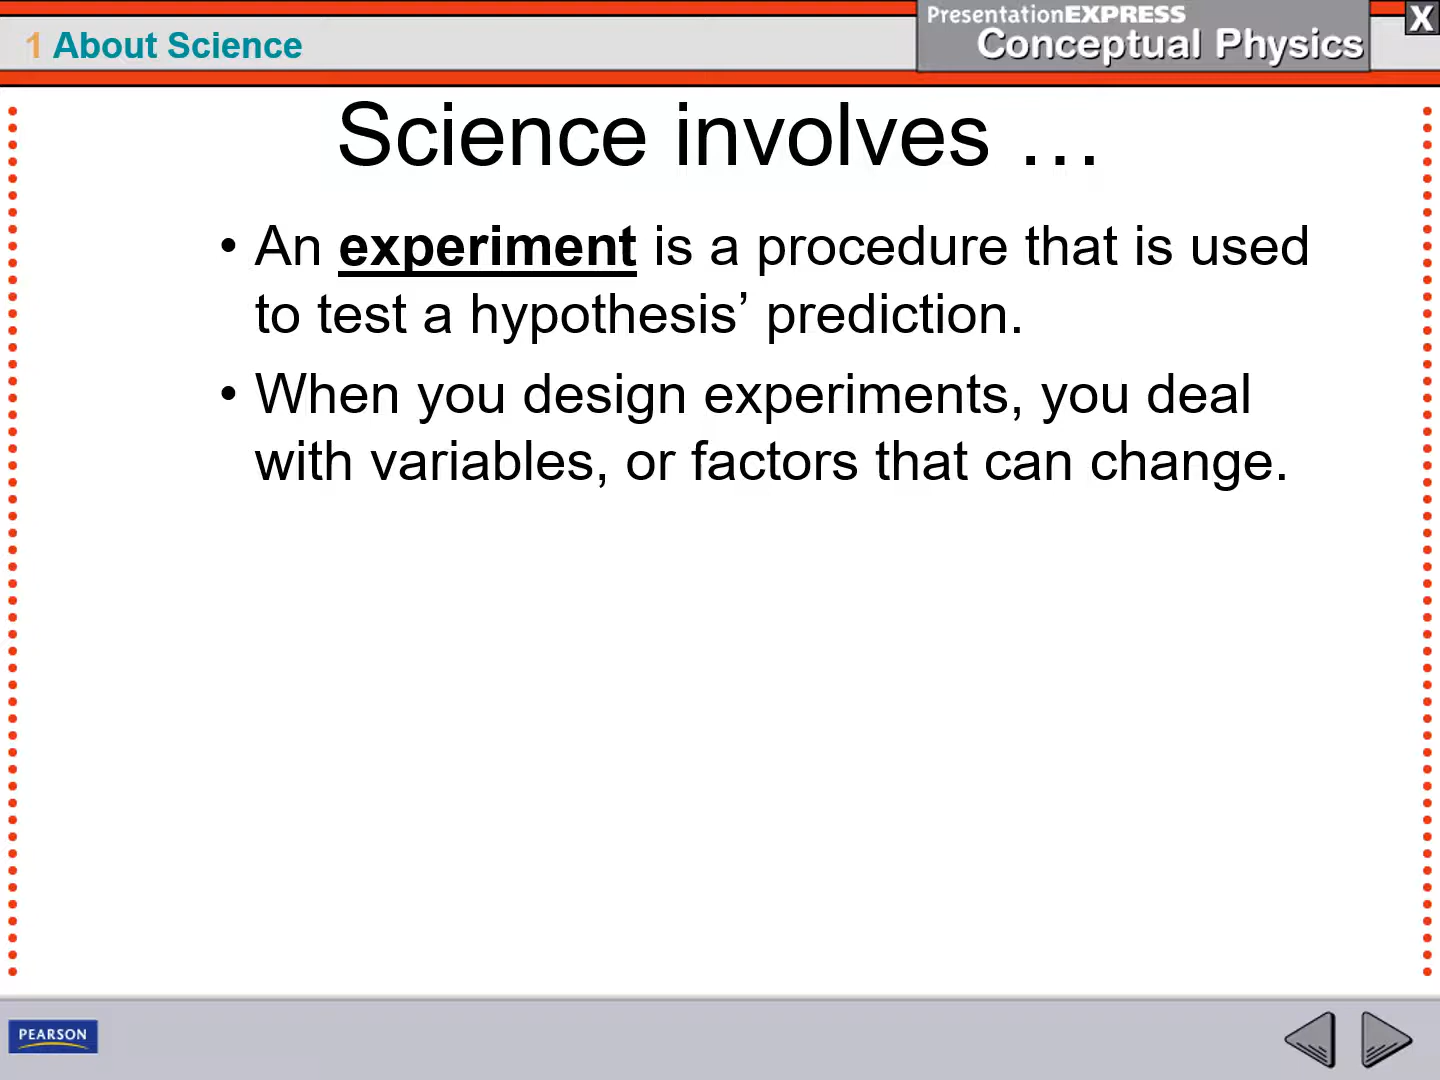 1 About Science
PresentationEXPRESS
Conceptual Physics
X
Science involves …
• An experiment is a procedure that is used
to test a hypothesis’ prediction.
• When you design experiments, you deal
with variables, or factors that can change.
PEARSON